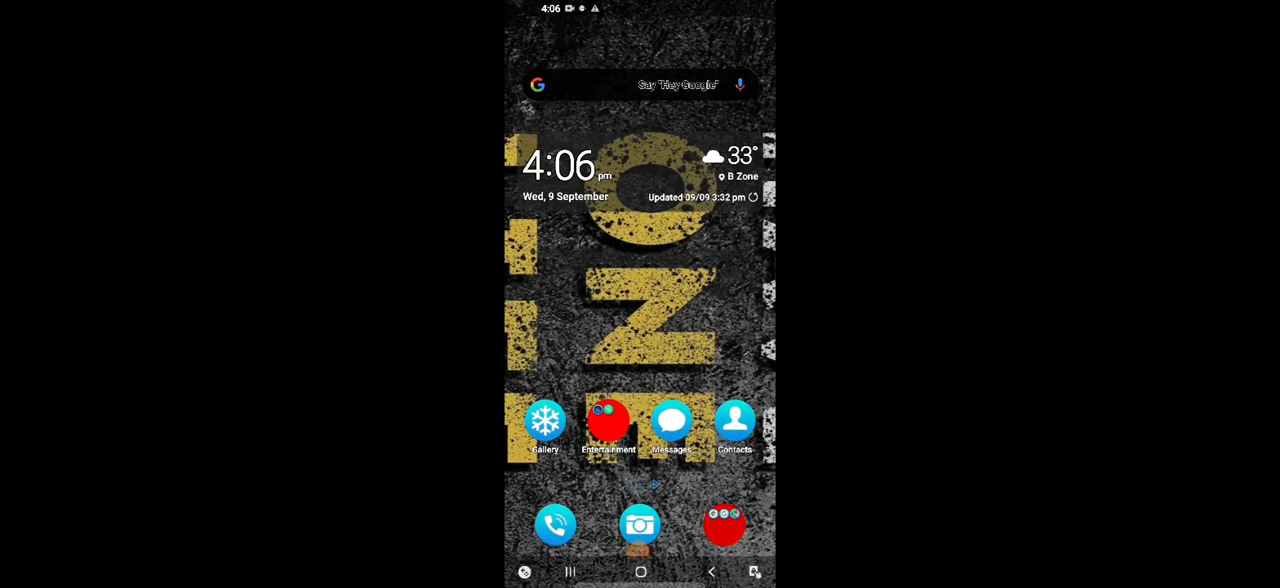 4:06
Say "Hey Google"
4:06 pm
33°
B Zone
Wed, 9 September
Updated 09/09 3:32 pm
Gallery
Entertainment
Messages
Contacts